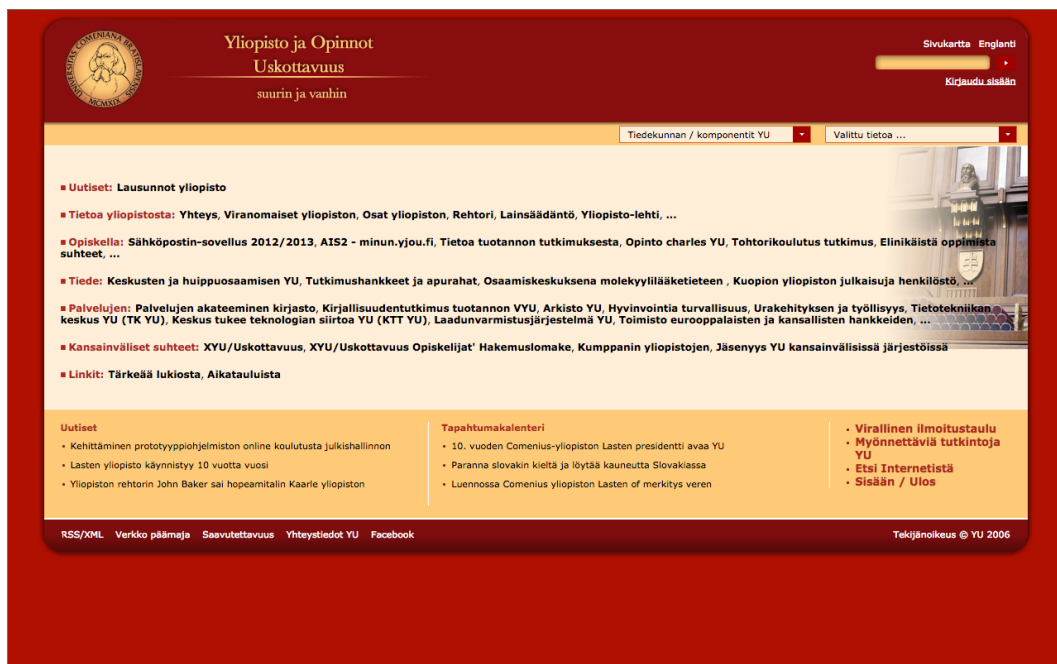 UNIVERSITAS COMENIANA BRATISLAVENSIS
MCMXIX
Yliopisto ja Opinnot
Uskottavuus
suurin ja vanhin
Sivukartta Englanti
Kirjaudu sisään
Tiedekunnan / komponentit YU
Valittu tietoa ...
Uutiset: Lausunnot yliopisto
Tietoa yliopistosta: Yhteys, Viranomaiset yliopiston, Osat yliopiston, Rehtori, Lainsäädäntö, Yliopisto-lehti, ...
Opiskella: Sähköpostin-sovellus 2012/2013, AIS2 - minun.yjou.fi, Tietoa tuotannon tutkimuksesta, Opinto charles YU, Tohtorikoulutus tutkimus, Elinikäistä oppimista
suhteet, ...
Tiede: Keskusten ja huippuosaamisen YU, Tutkimushankkeet ja apurahat, Osaamiskeskuksena molekyylilääketieteen , Kuopion yliopiston julkaisuja henkilöstö, ...
Palvelujen: Palvelujen akateeminen kirjasto, Kirjallisuudentutkimus tuotannon VYU, Arkisto YU, Hyvinvointia turvallisuus, Urakehityksen ja työllisyys, Tietotekniikan
keskus YU (TK YU), Keskus tukee teknologian siirtoa YU (KTT YU), Laadunvarmistusjärjestelmä YU, Toimisto eurooppalaisten ja kansallisten hankkeiden, ...
Kansainväliset suhteet: XYU/Uskottavuus, XYU/Uskottavuus Opiskelijat' Hakemuslomake, Kumppanin yliopistojen, Jäsenyys YU kansainvälisissä järjestöissä
Linkit: Tärkeää lukiosta, Aikatauluista
Uutiset
• Kehittäminen prototyyppiohjelmiston online koulutusta julkishallinnon
• Lasten yliopisto käynnistyy 10 vuotta vuosi
• Yliopiston rehtorin John Baker sai hopeamitalin Kaarle yliopiston
Tapahtumakalenteri
• 10. vuoden Comenius-yliopiston Lasten presidentti avaa YU
• Paranna slovakin kieltä ja löytää kauneutta Slovakiassa
• Luennossa Comenius yliopiston Lasten of merkitys veren
• Virallinen ilmoitustaulu
• Myönnettäviä tutkintoja
YU
• Etsi Internetistä
• Sisään / Ulos
RSS/XML Verkko päämaja Saavutettavuus Yhteystiedot YU Facebook
Tekijänoikeus © YU 2006